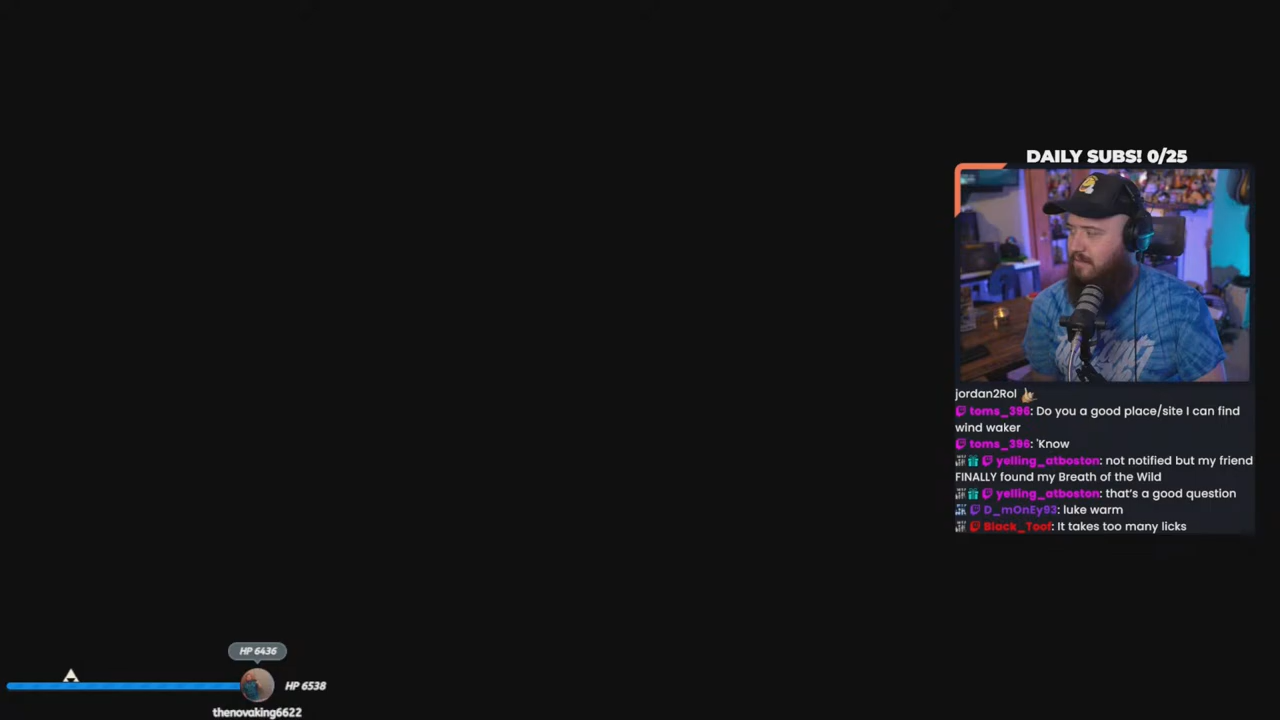 DAILY SUBS! 0/25
jordan2Rol
toms_396: Do you a good place/site I can find
wind waker
toms_396: 'Know
yelling_atboston: not notified but my friend
FINALLY found my Breath of the Wild
yelling_atboston: that's a good question
D_mOnEy93: luke warm
Black_Toof: It takes too many licks
HP 6436
HP 6538
thenovaking6622